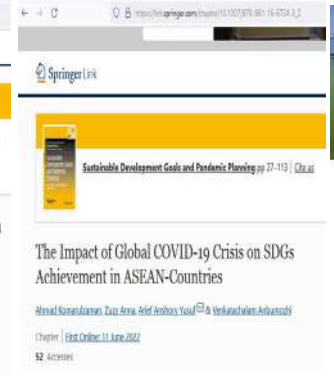 SpringerLink
Sustainable Development Goals and Pandemic Planning pp 27–113 | Cite as
The Impact of Global COVID-19 Crisis on SDGs
Achievement in ASEAN-Countries
Ahmad Komarulzaman, Zuzy Anna, Arief Anshory Yusuf & Venkatachalam Anbumozhi
Chapter | First Online: 11 June 2022
52 Accesses